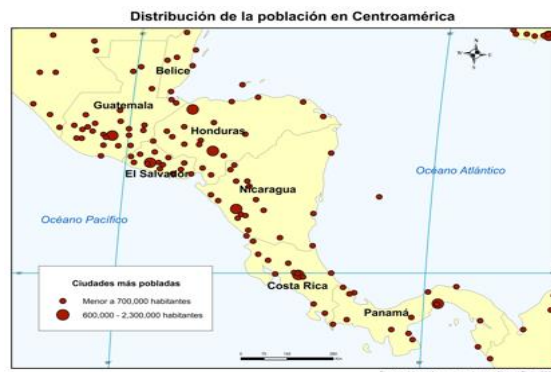 Distribución de la población en Centroamérica
Belice
Guatemala
Honduras
El Salvador
Nicaragua
Océano Atlántico
Océano Pacífico
Costa Rica
Panamá
Ciudades más pobladas
Menor a 700,000 habitantes
600,000 - 2,300,000 habitantes